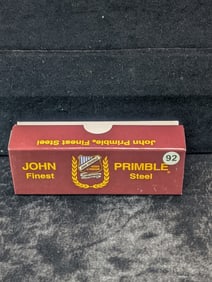 John Primble, Finest Steel
JOHN PRIMBLE 92
Finest Steel